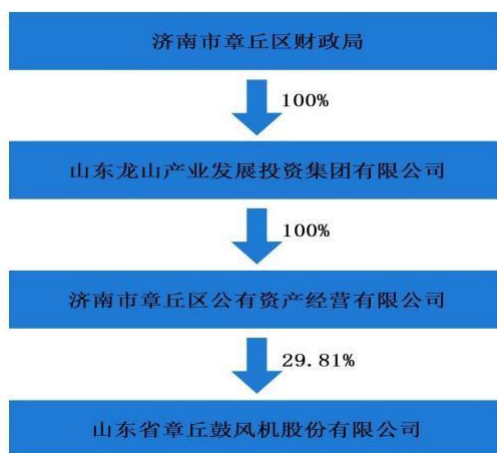 济南市章丘区财政局
100%
山东龙山产业发展投资集团有限公司
100%
济南市章丘区公有资产经营有限公司
29.81%
山东省章丘鼓风机股份有限公司